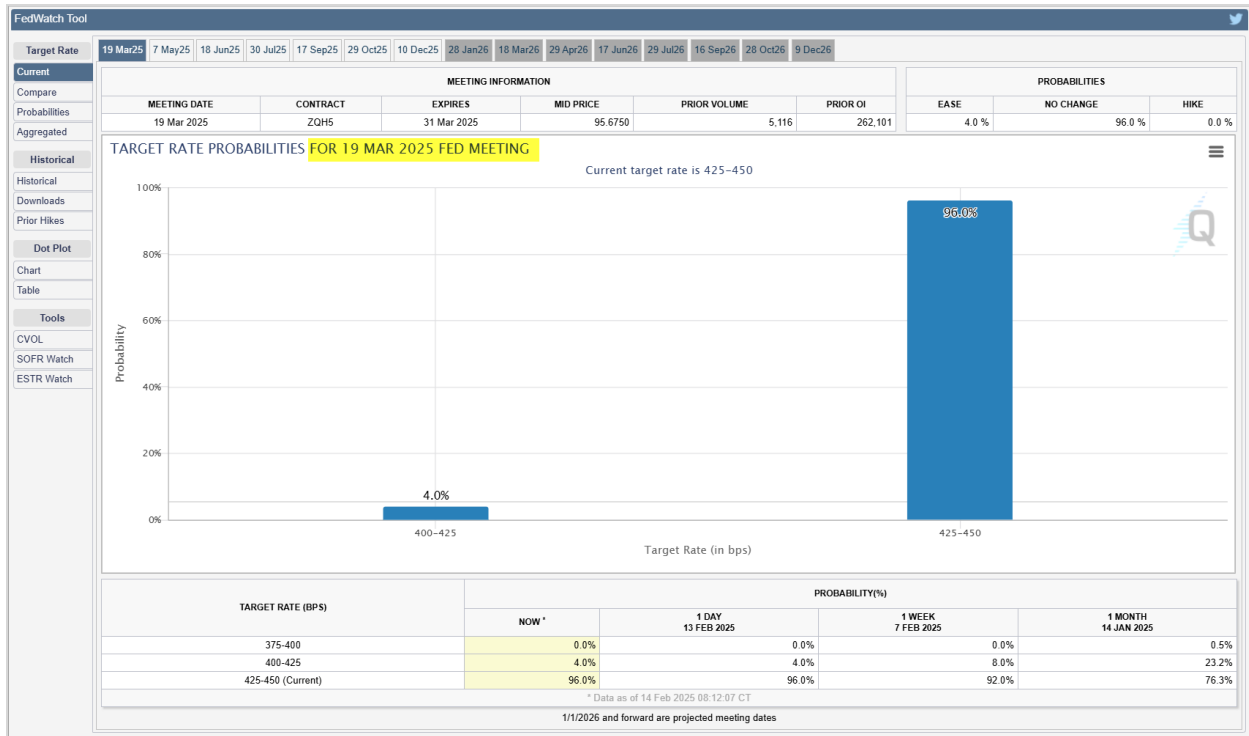 FedWatch Tool
Target Rate
Current
Compare
Probabilities
Aggregated
Historical
Historical
Downloads
Prior Hikes
Dot Plot
Chart
Table
Tools
CVOL
SOFR Watch
ESTR Watch
19 Mar25 7 May25 18 Jun25 30 Jul25 17 Sep25 29 Oct25 10 Dec25 28 Jan26 18 Mar26 29 Apr26 17 Jun26 29 Jul26 16 Sep26 28 Oct26 9 Dec26
MEETING INFORMATION
MEETING DATE CONTRACT EXPIRES MID PRICE PRIOR VOLUME PRIOR OI
19 Mar 2025 ZQH5 31 Mar 2025 95.6750 5,116 262,101
PROBABILITIES
EASE NO CHANGE HIKE
4.0 % 96.0 % 0.0 %
TARGET RATE PROBABILITIES FOR 19 MAR 2025 FED MEETING
Current target rate is 425-450
Probability
100%
80%
60%
40%
20%
0%
96.0%
Q
4.0%
400-425 425-450
Target Rate (in bps)
TARGET RATE (BPS) PROBABILITY(%)
NOW * 1 DAY 1 WEEK 1 MONTH
13 FEB 2025 7 FEB 2025 14 JAN 2025
375-400 0.0% 0.0% 0.0% 0.5%
400-425 4.0% 4.0% 8.0% 23.2%
425-450 (Current) 96.0% 96.0% 92.0% 76.3%
* Data as of 14 Feb 2025 08:12:07 CT
1/1/2026 and forward are projected meeting dates